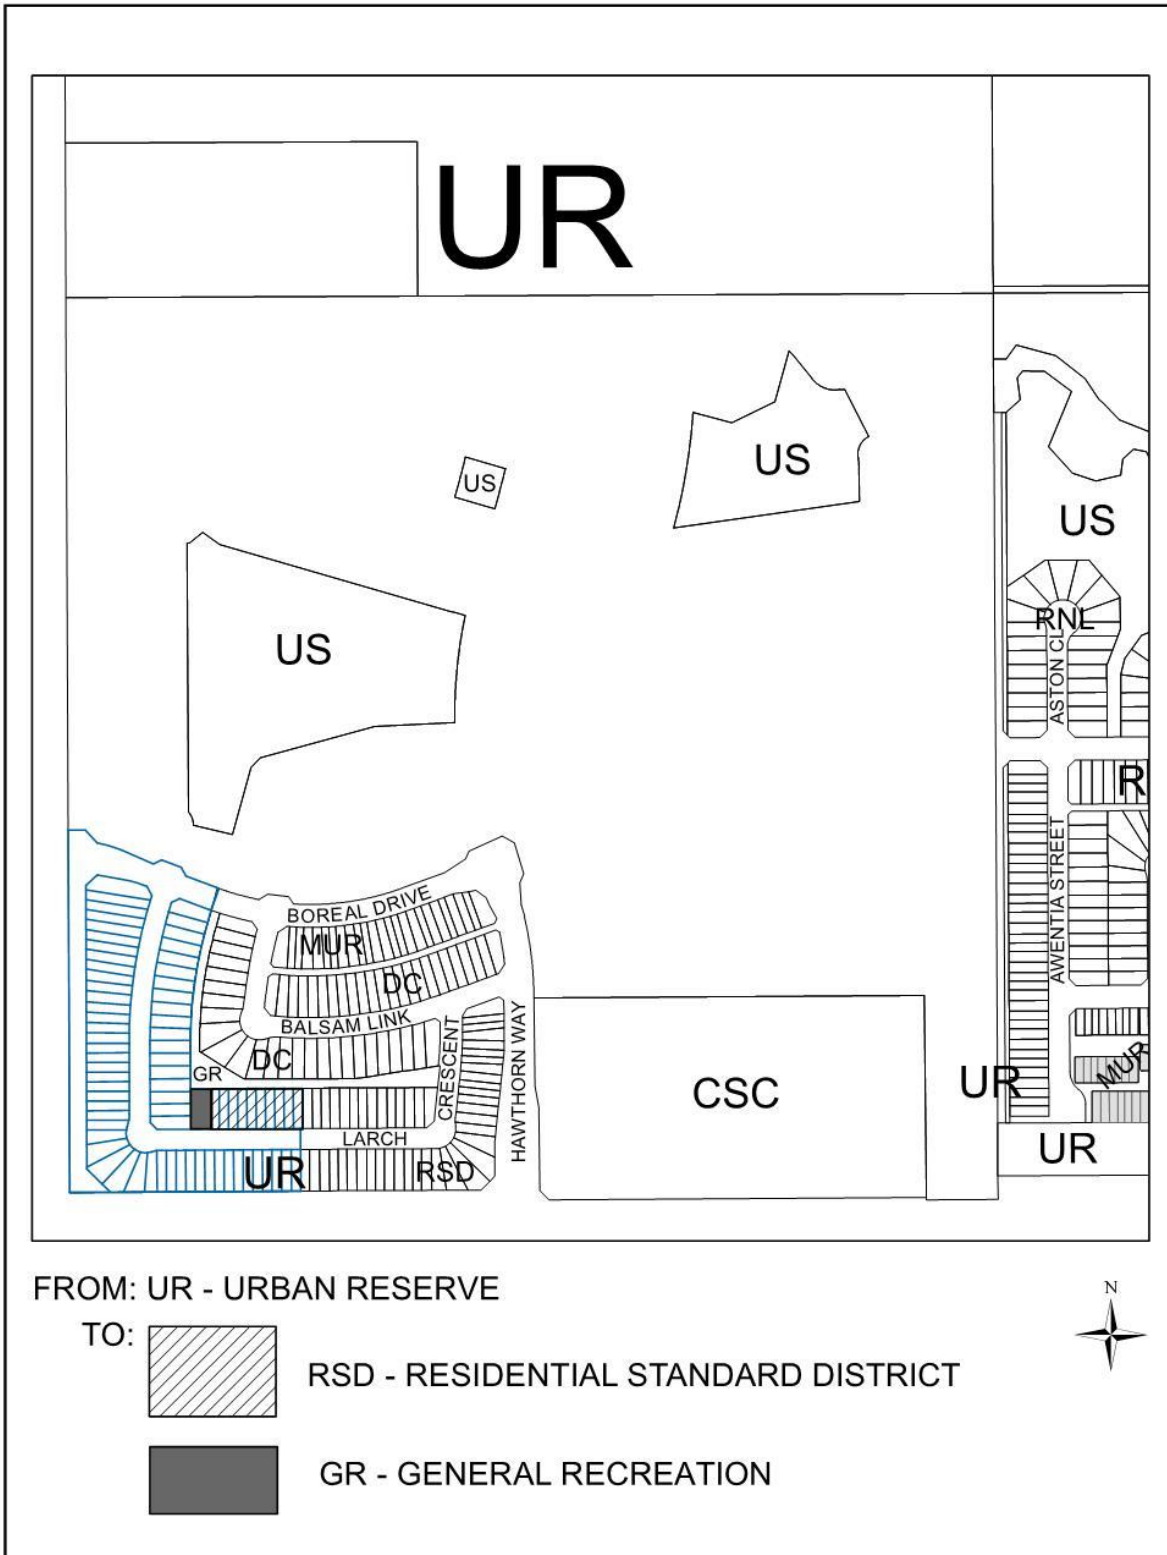 UR
US
US
US
US
RNL
ASTON CL
R
AWENTIA STREET
BOREAL DRIVE
MUR
DC
BALSAM LINK
DC
GR
CRESCENT
HAWTHORN WAY
CSC
UR
MUR
LARCH
UR
RSD
UR
FROM: UR - URBAN RESERVE
TO:
RSD - RESIDENTIAL STANDARD DISTRICT
GR - GENERAL RECREATION
N